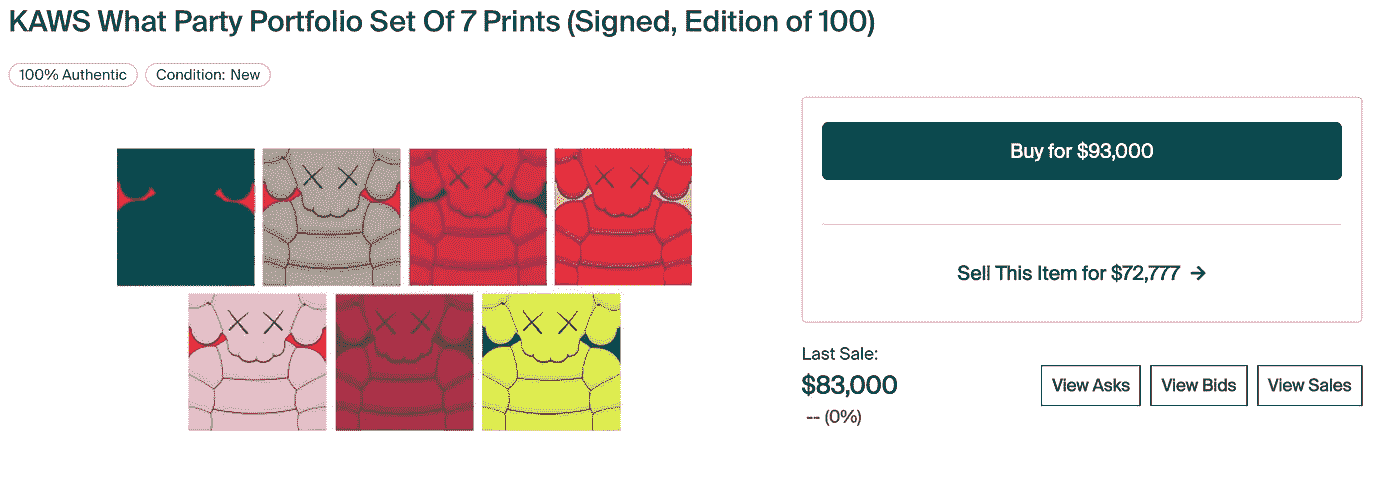 KAWS What Party Portfolio Set Of 7 Prints (Signed, Edition of 100)
100% Authentic
Condition: New
Buy for $93,000
Sell This Item for $72,777 →
Last Sale:
$83,000
-- (0%)
View Asks
View Bids
View Sales